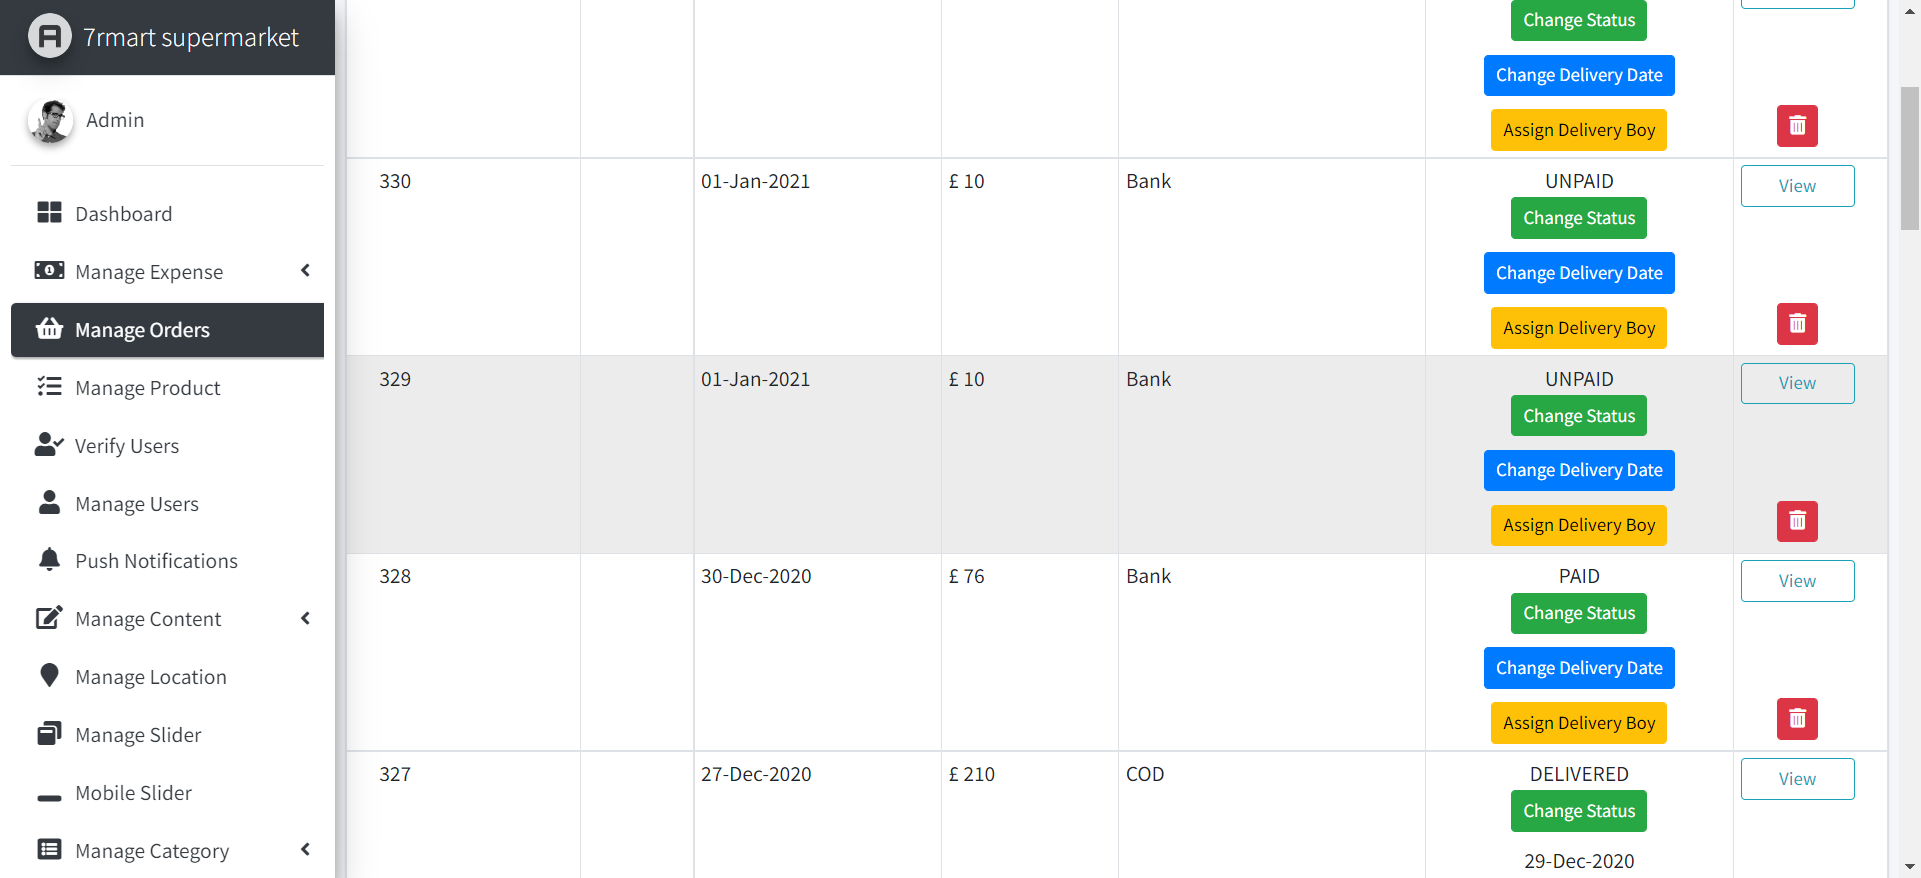 7rmart supermarket
Admin
Dashboard
Manage Expense
Manage Orders
Manage Product
Verify Users
Manage Users
Push Notifications
Manage Content
Manage Location
Manage Slider
Mobile Slider
Manage Category
Change Status
Change Delivery Date
Assign Delivery Boy
330 01-Jan-2021 £ 10 Bank UNPAID View
Change Status
Change Delivery Date
Assign Delivery Boy
329 01-Jan-2021 £ 10 Bank UNPAID View
Change Status
Change Delivery Date
Assign Delivery Boy
328 30-Dec-2020 £ 76 Bank PAID View
Change Status
Change Delivery Date
Assign Delivery Boy
327 27-Dec-2020 £ 210 COD DELIVERED View
Change Status
29-Dec-2020